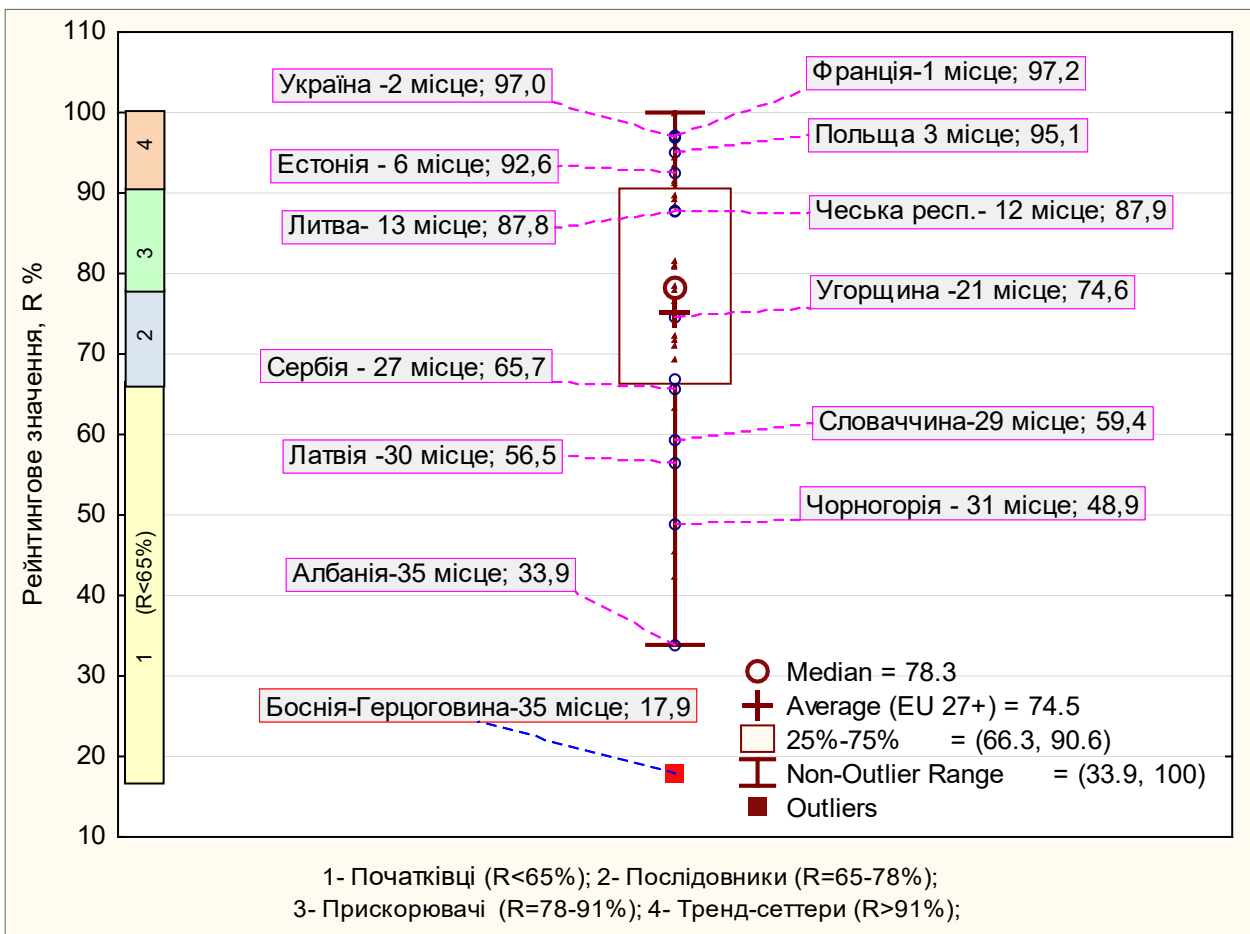 110
100
90
80
70
60
50
40
30
20
10
Рейнтингове значення, R %
4
3
2
1 (R<65%)
Україна -2 місце; 97,0
Франція-1 місце; 97,2
Польща 3 місце; 95,1
Естонія - 6 місце; 92,6
Чеська респ.- 12 місце; 87,9
Литва- 13 місце; 87,8
Угорщина -21 місце; 74,6
Сербія - 27 місце; 65,7
Словаччина-29 місце; 59,4
Латвія -30 місце; 56,5
Чорногорія - 31 місце; 48,9
Албанія-35 місце; 33,9
Боснія-Герцоговина-35 місце; 17,9
Median = 78.3
Average (EU 27+) = 74.5
25%-75% = (66.3, 90.6)
Non-Outlier Range = (33.9, 100)
Outliers
1- Початківці (R<65%); 2- Послідовники (R=65-78%);
3- Прискорювачі (R=78-91%); 4- Тренд-сеттери (R>91%);